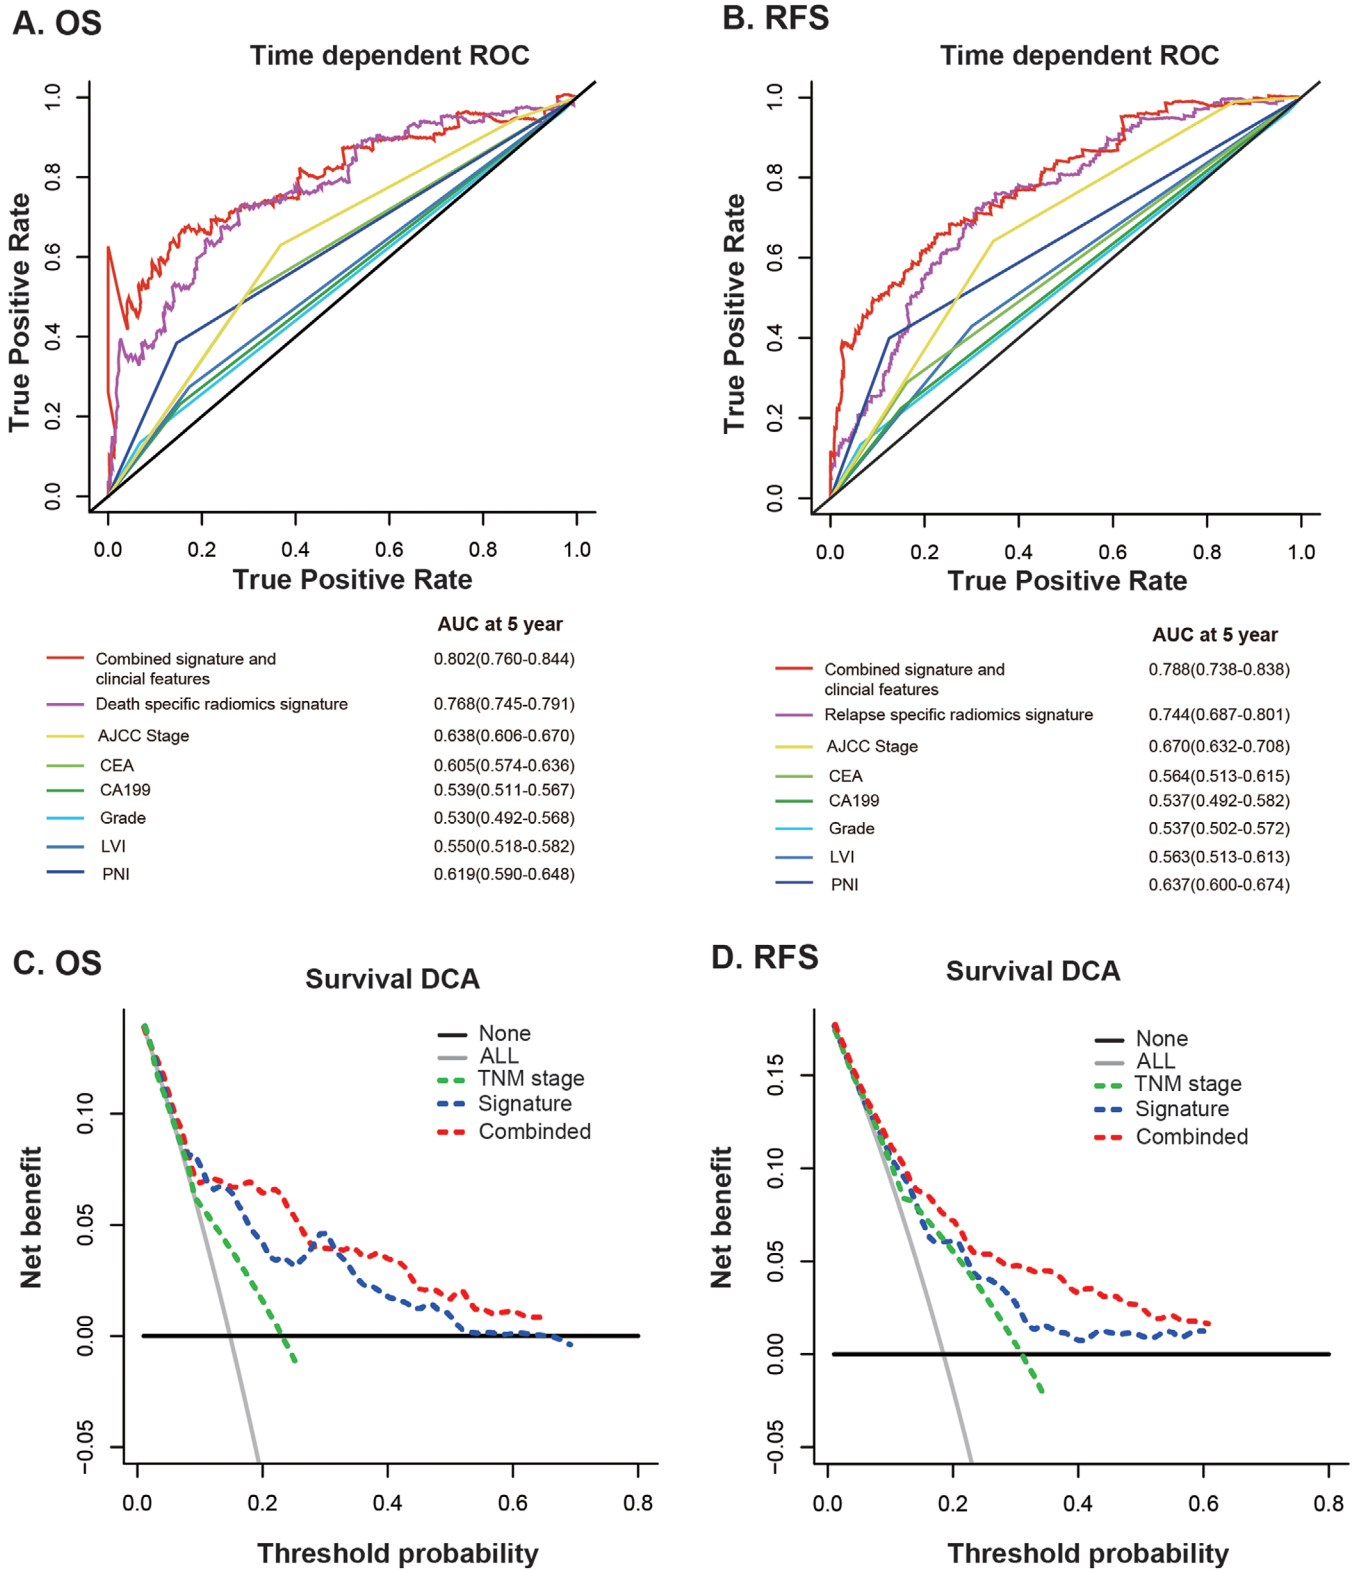 A. OS
Time dependent ROC
True Positive Rate
1.0
0.8
0.6
0.4
0.2
0.0
0.0 0.2 0.4 0.6 0.8 1.0
True Positive Rate
AUC at 5 year
Combined signature and
clincial features 0.802(0.760-0.844)
Death specific radiomics signature 0.768(0.745-0.791)
AJCC Stage 0.638(0.606-0.670)
CEA 0.605(0.574-0.636)
CA199 0.539(0.511-0.567)
Grade 0.530(0.492-0.568)
LVI 0.550(0.518-0.582)
PNI 0.619(0.590-0.648)
B. RFS
Time dependent ROC
True Positive Rate
1.0
0.8
0.6
0.4
0.2
0.0
0.0 0.2 0.4 0.6 0.8 1.0
True Positive Rate
AUC at 5 year
Combined signature and
clincial features 0.788(0.738-0.838)
Relapse specific radiomics signature 0.744(0.687-0.801)
AJCC Stage 0.670(0.632-0.708)
CEA 0.564(0.513-0.615)
CA199 0.537(0.492-0.582)
Grade 0.537(0.502-0.572)
LVI 0.563(0.513-0.613)
PNI 0.637(0.600-0.674)
C. OS
Survival DCA
None
ALL
TNM stage
Signature
Combinded
Net benefit
0.10
0.05
0.00
−0.05
0.0 0.2 0.4 0.6 0.8
Threshold probability
D. RFS
Survival DCA
None
ALL
TNM stage
Signature
Combinded
Net benefit
0.15
0.10
0.05
0.00
−0.05
0.0 0.2 0.4 0.6 0.8
Threshold probability